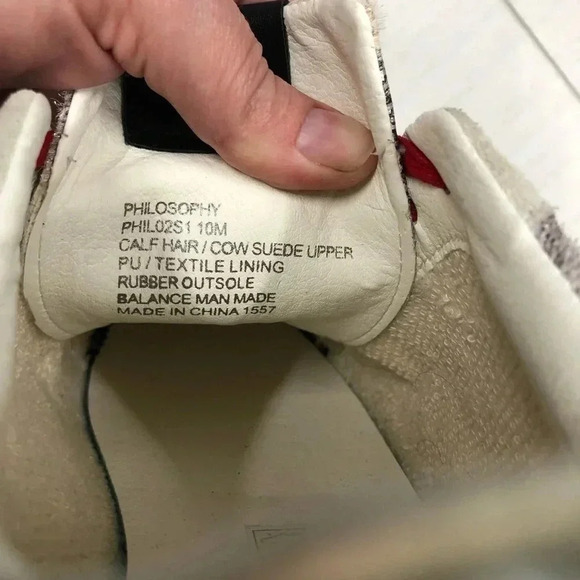 PHILOSOPHY
PHIL02S1 10M
CALF HAIR / COW SUEDE UPPER
PU / TEXTILE LINING
RUBBER OUTSOLE
BALANCE MAN MADE
MADE IN CHINA 1557